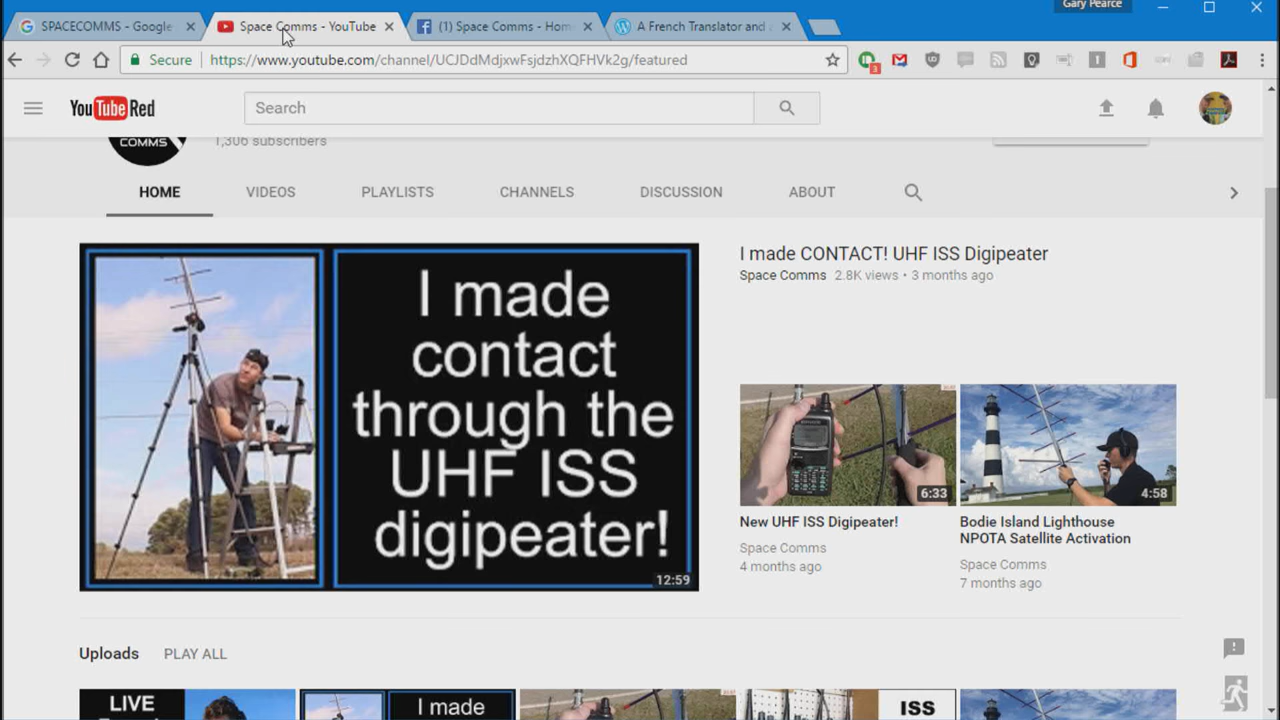 Gary Pearce
SPACECOMMS - Google
Space Comms - YouTube
(1) Space Comms - Hom
A French Translator and
Secure
https://www.youtube.com/channel/UCJDdMdjxwFsjdzhXQFHVk2g/featured
3
YouTube Red
Search
COMMS
1,306 subscribers
HOME
VIDEOS
PLAYLISTS
CHANNELS
DISCUSSION
ABOUT
I made
contact
through the
UHF ISS
digipeater!
12:59
I made CONTACT! UHF ISS Digipeater
Space Comms 2.8K views • 3 months ago
6:33
New UHF ISS Digipeater!
Space Comms
4 months ago
4:58
Bodie Island Lighthouse
NPOTA Satellite Activation
Space Comms
7 months ago
Uploads
PLAY ALL
LIVE
I made
ISS